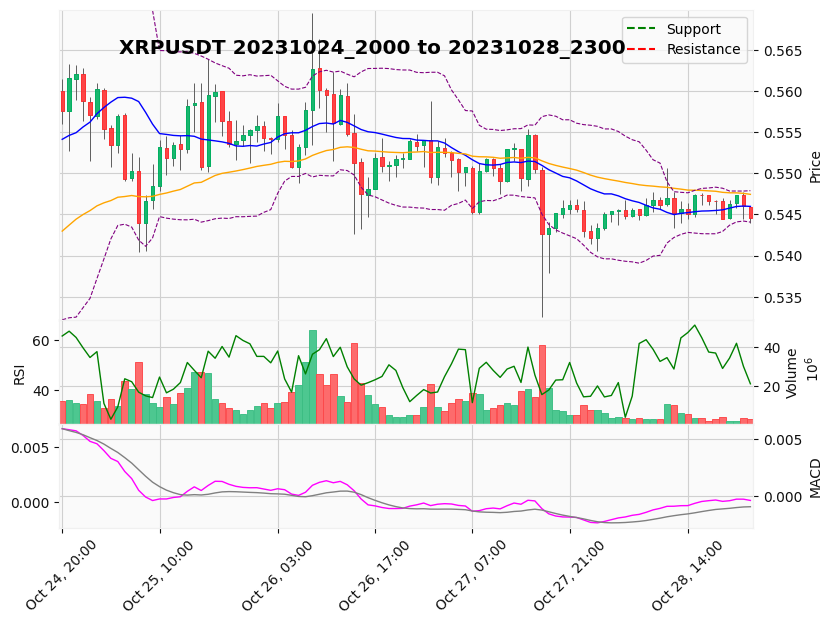 XRPUSDT 20231024_2000 to 20231028_2300
Support
Resistance
0.565
0.560
0.555
0.550
0.545
0.540
0.535
Price
60
40
RSI
40
20
Volume
10^6
0.005
0.000
0.005
0.000
MACD
Oct 24, 20:00
Oct 25, 10:00
Oct 26, 03:00
Oct 26, 17:00
Oct 27, 07:00
Oct 27, 21:00
Oct 28, 14:00